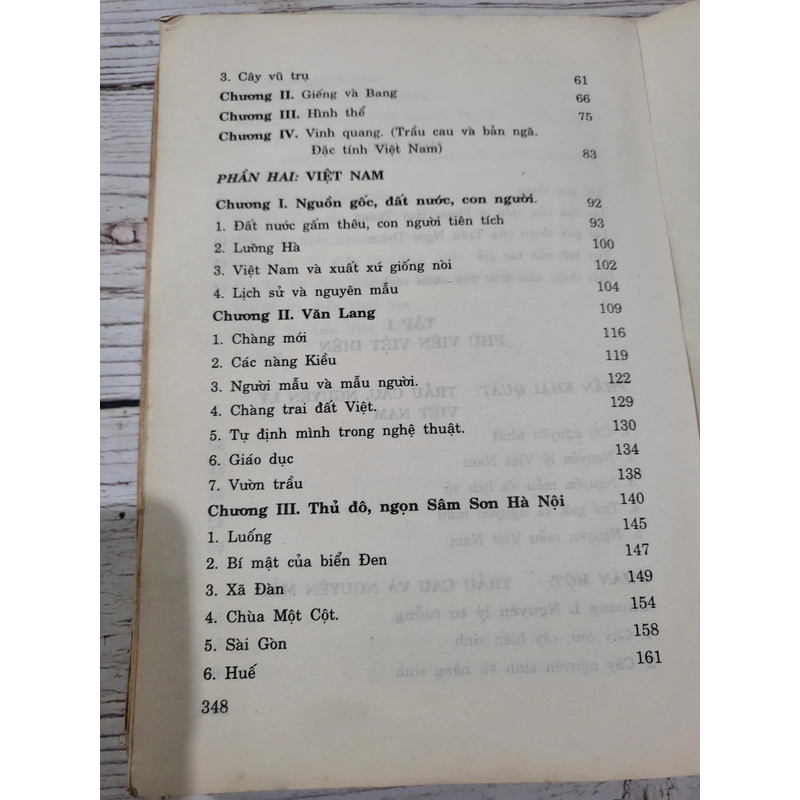 3. Cây vũ trụ 61
Chương II. Giếng và Bang 66
Chương III. Hình thể 75
Chương IV. Vinh quang. (Trầu cau và bản ngã.
Đặc tính Việt Nam) 83
PHẦN HAI: VIỆT NAM
Chương I. Nguồn gốc, đất nước, con người. 92
1. Đất nước gấm thêu, con người tiên tích 93
2. Lưỡng Hà 100
3. Việt Nam và xuất xứ giống nòi 102
4. Lịch sử và nguyên mẫu 104
Chương II. Văn Lang 109
1. Chàng mới 116
2. Các nàng Kiều 119
3. Người mẫu và mẫu người. 122
4. Chàng trai đất Việt. 129
5. Tự định mình trong nghệ thuật. 130
6. Giáo dục 134
7. Vườn trầu 138
Chương III. Thủ đô, ngọn Sâm Sơn Hà Nội 140
1. Luống 145
2. Bí mật của biển Đen 147
3. Xã Đàn 149
4. Chùa Một Cột. 154
5. Sài Gòn 158
6. Huế 161
348